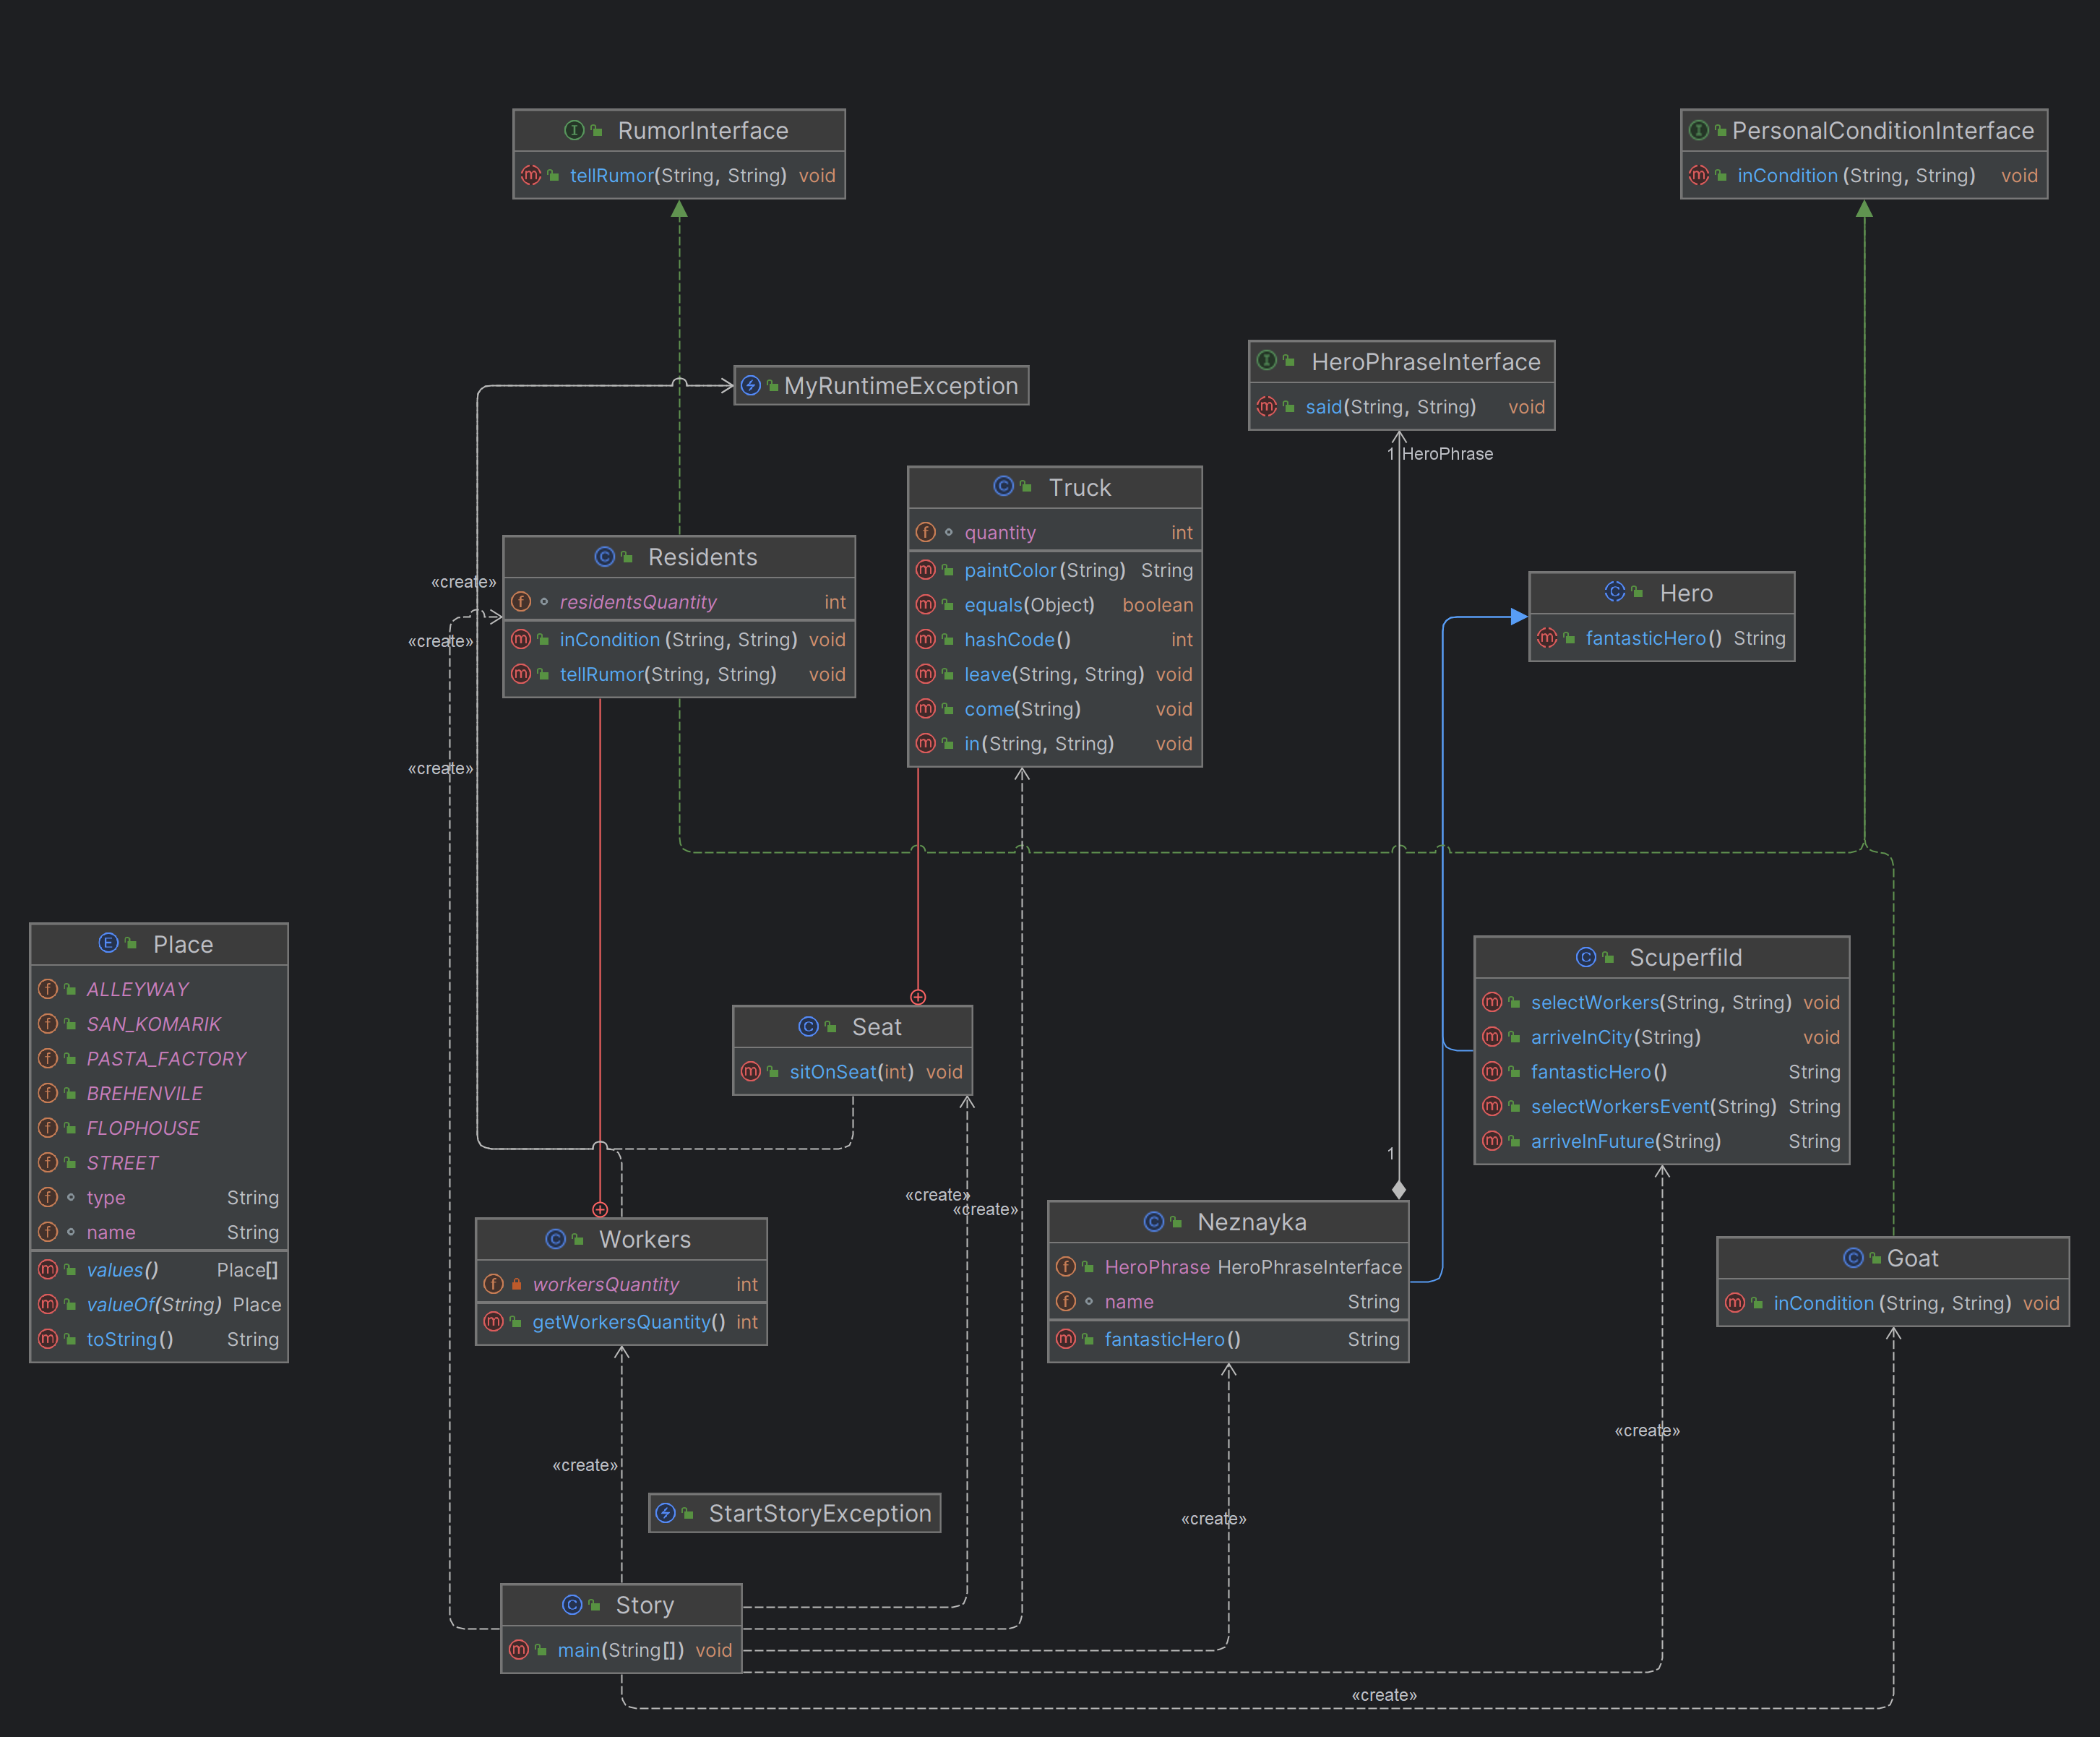 RumorInterface
tellRumor(String, String) void
PersonalConditionInterface
inCondition (String, String) void
MyRuntimeException
HeroPhraseInterface
said(String, String) void
1 HeroPhrase
Truck
quantity int
paintColor(String) String
equals(Object) boolean
hashCode() int
leave(String, String) void
come(String) void
in(String, String) void
Residents
residentsQuantity int
inCondition (String, String) void
tellRumor(String, String) void
«create»
«create»
«create»
Hero
fantasticHero() String
Place
ALLEYWAY
SAN_KOMARIK
PASTA_FACTORY
BREHENVILE
FLOPHOUSE
STREET
type String
name String
values() Place[]
valueOf(String) Place
toString() String
Seat
sitOnSeat(int) void
Scuperfild
selectWorkers(String, String) void
arriveInCity(String) void
fantasticHero() String
selectWorkersEvent(String) String
arriveInFuture(String) String
1
«create»
«create»
Workers
workersQuantity int
getWorkersQuantity() int
Neznayka
HeroPhrase HeroPhraseInterface
name String
fantasticHero() String
Goat
inCondition (String, String) void
«create»
«create»
«create»
StartStoryException
Story
main(String[]) void
«create»